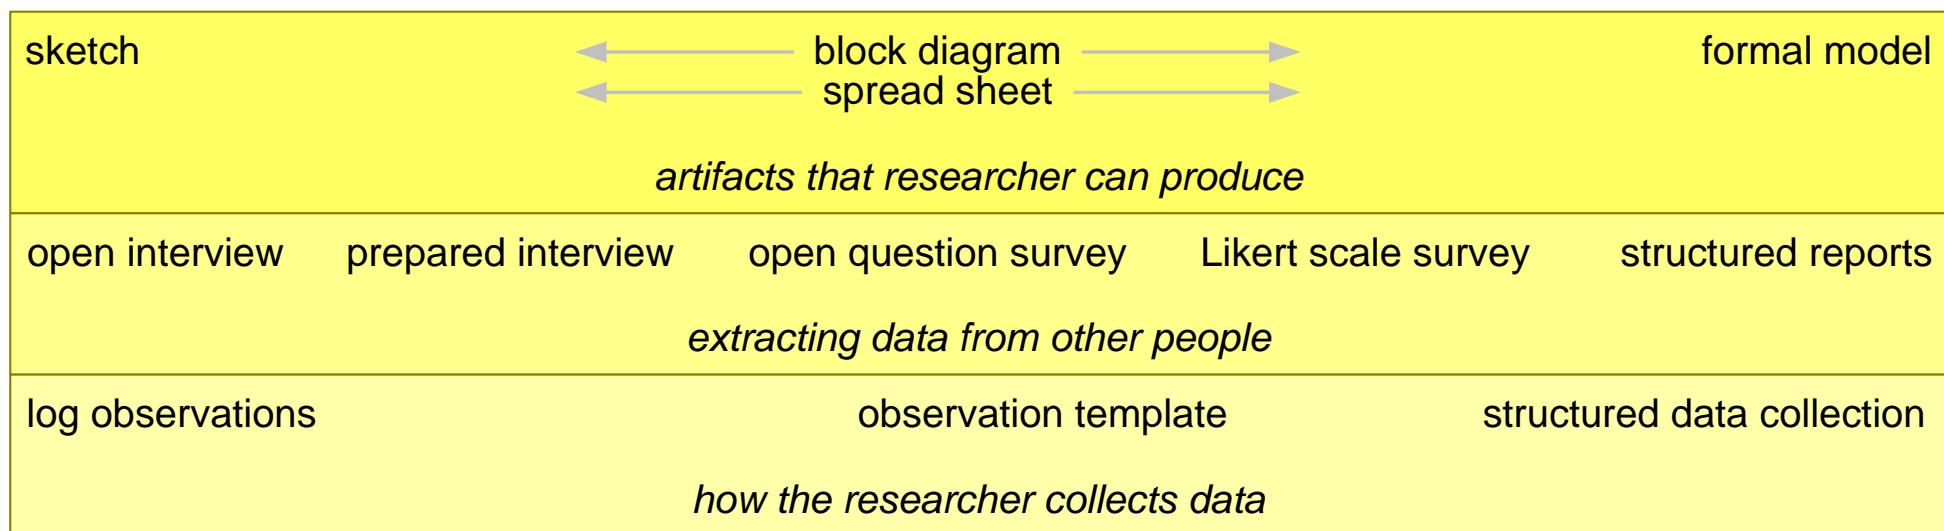 sketch block diagram formal model
spread sheet
artifacts that researcher can produce
open interview prepared interview open question survey Likert scale survey structured reports
extracting data from other people
log observations observation template structured data collection
how the researcher collects data